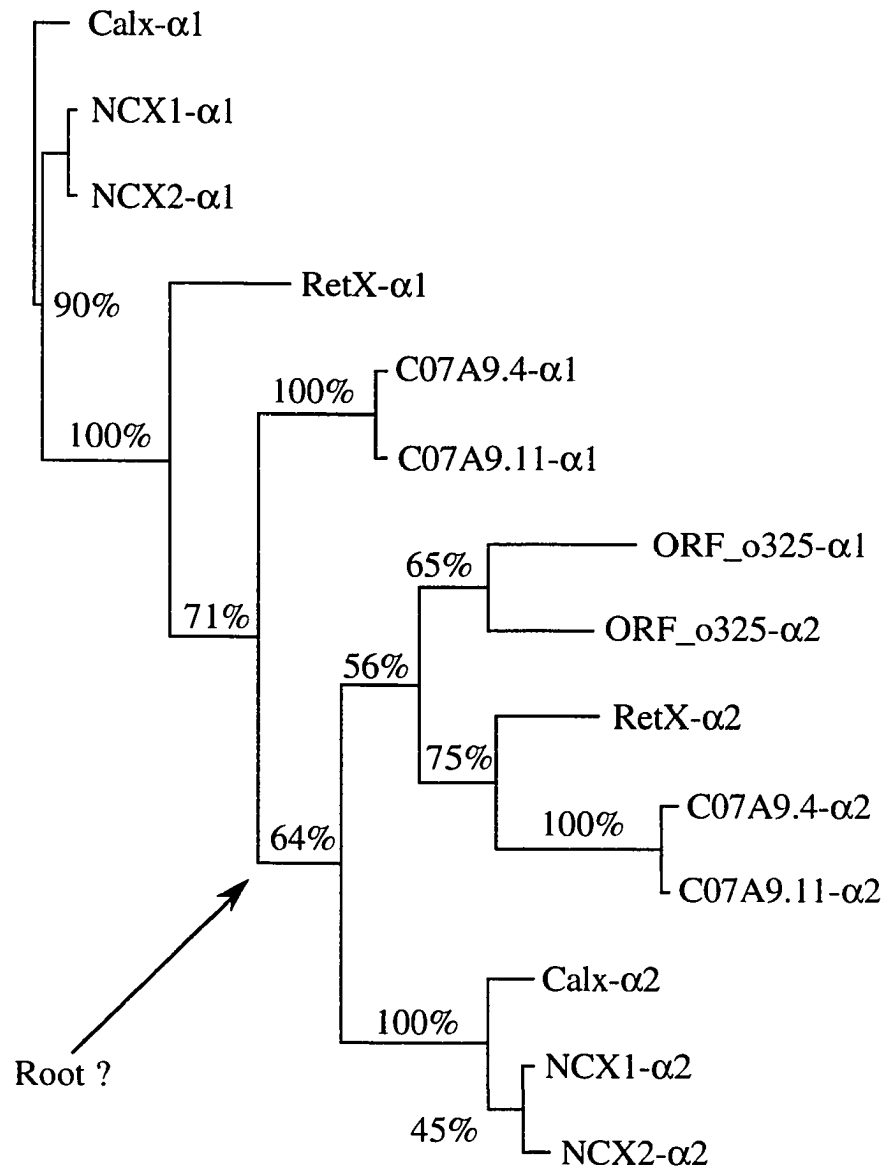 Calx-α1
NCX1-α1
NCX2-α1
RetX-α1
90%
C07A9.4-α1
100%
100%
C07A9.11-α1
ORF_o325-α1
65%
71%
ORF_o325-α2
56%
RetX-α2
75%
C07A9.4-α2
100%
64%
C07A9.11-α2
Calx-α2
100%
Root ?
NCX1-α2
45%
NCX2-α2